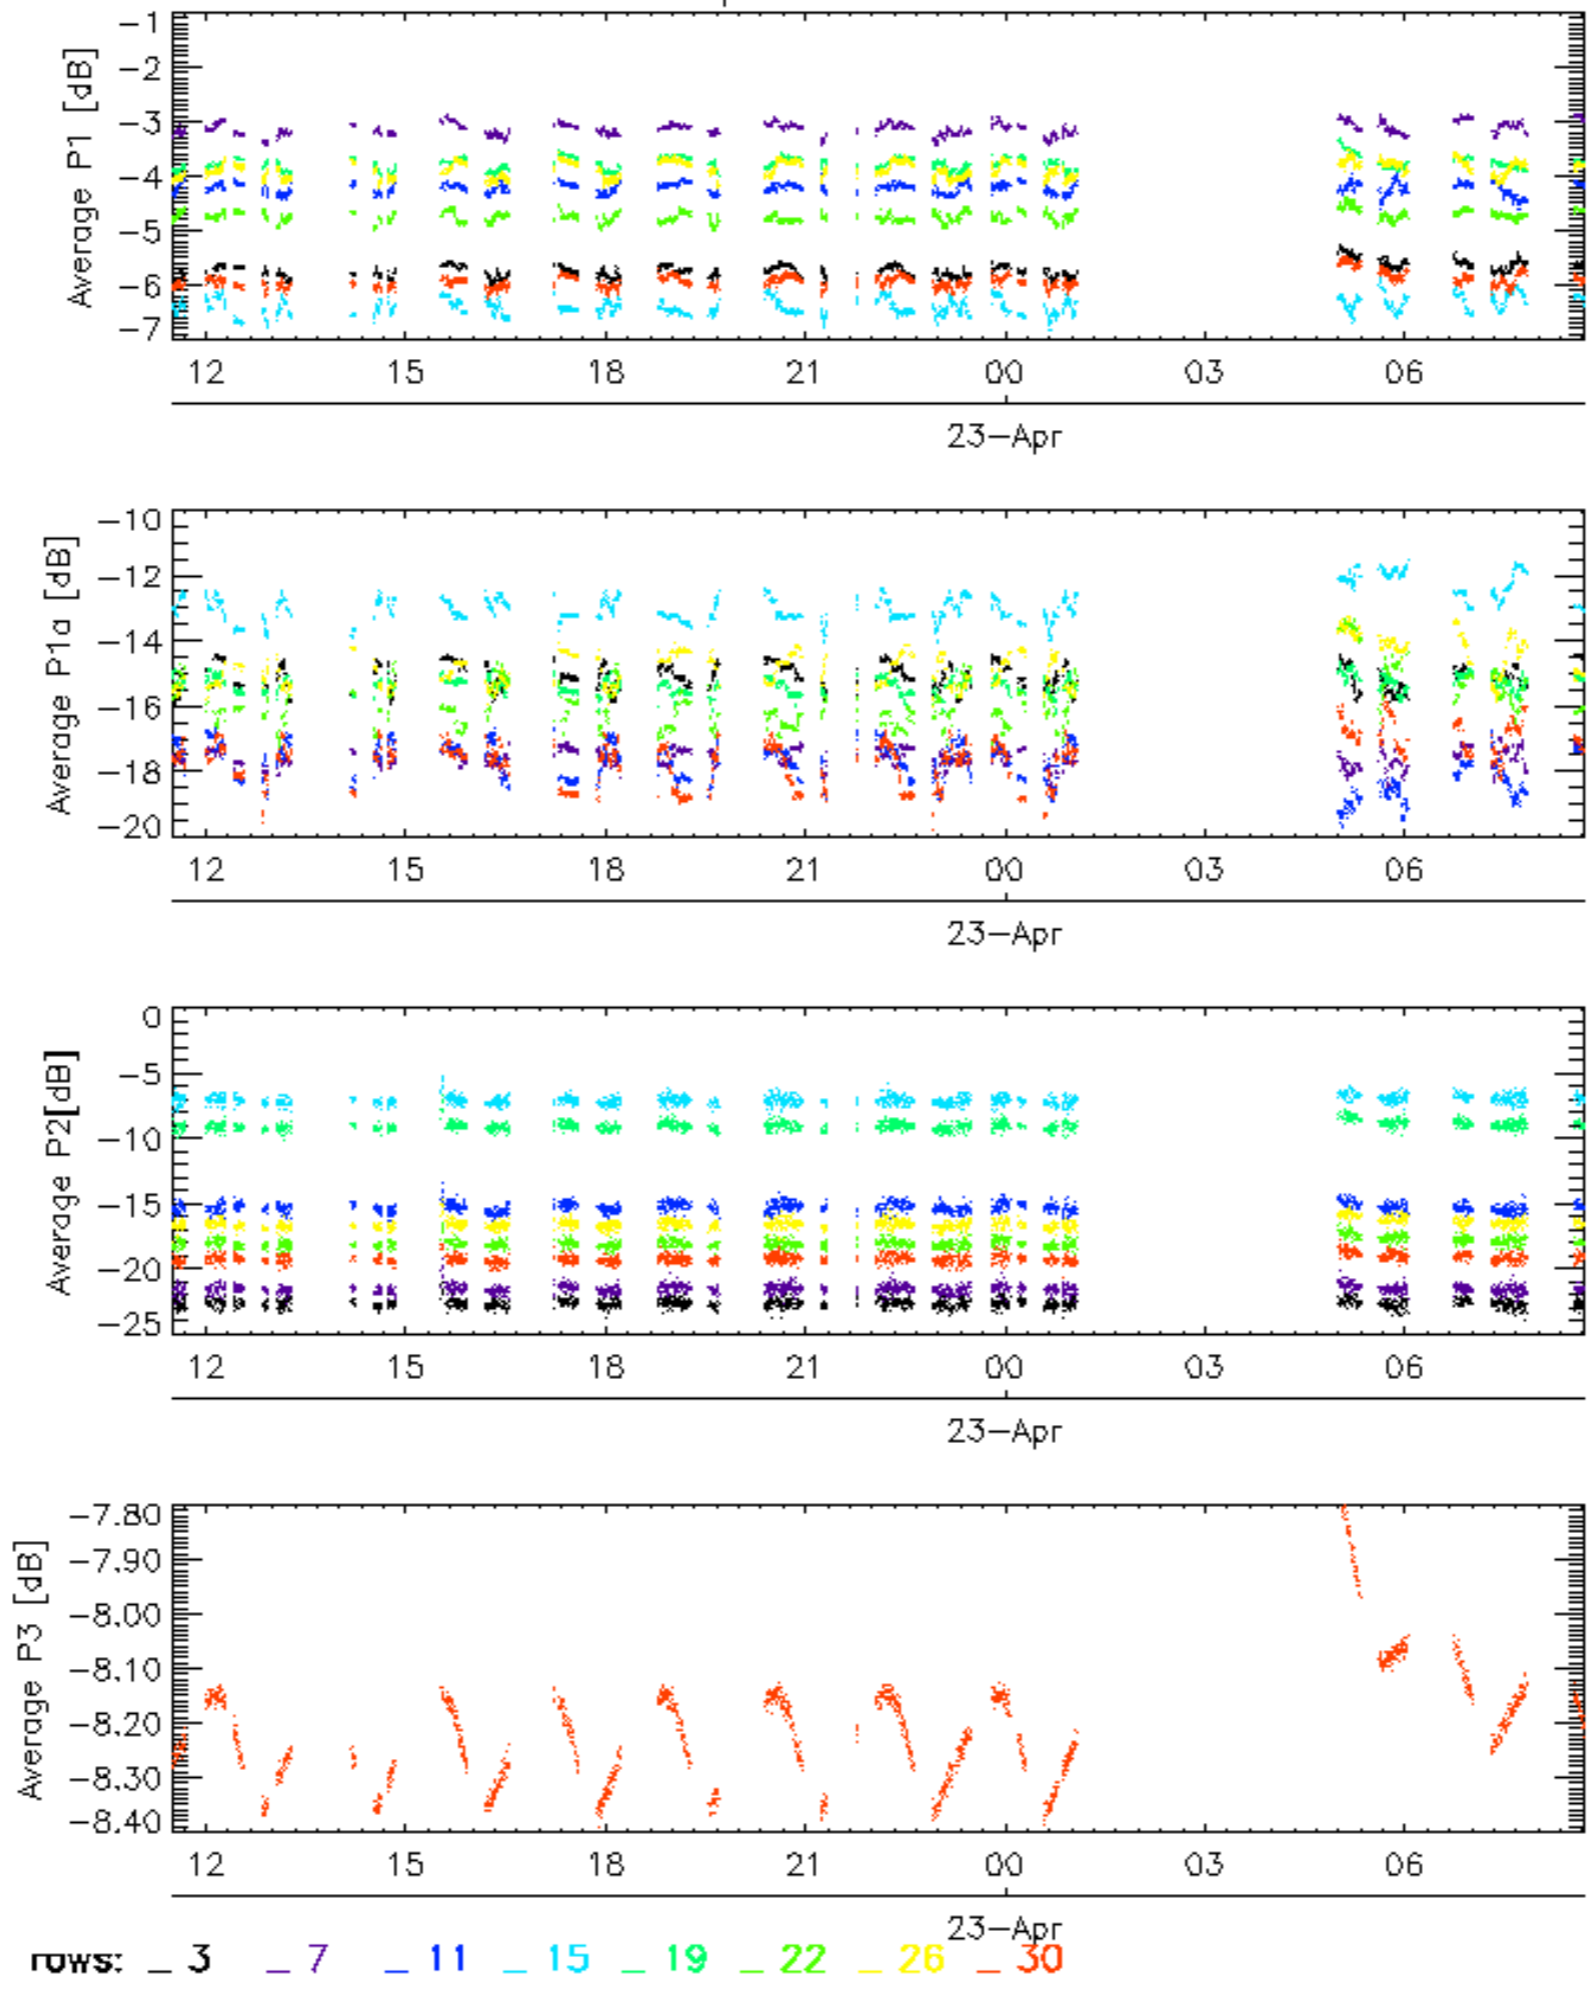 Average P1 [dB]
−1
−2
−3
−4
−5
−6
−7
12 15 18 21 00 03 06
23−Apr
Average P1a [dB]
−10
−12
−14
−16
−18
−20
12 15 18 21 00 03 06
23−Apr
Average P2[dB]
0
−5
−10
−15
−20
−25
12 15 18 21 00 03 06
23−Apr
Average P3 [dB]
−7.80
−7.90
−8.00
−8.10
−8.20
−8.30
−8.40
12 15 18 21 00 03 06
23−Apr
rows: _ 3 _ 7 _ 11 _ 15 _ 19 _ 22 _ 26 _ 30